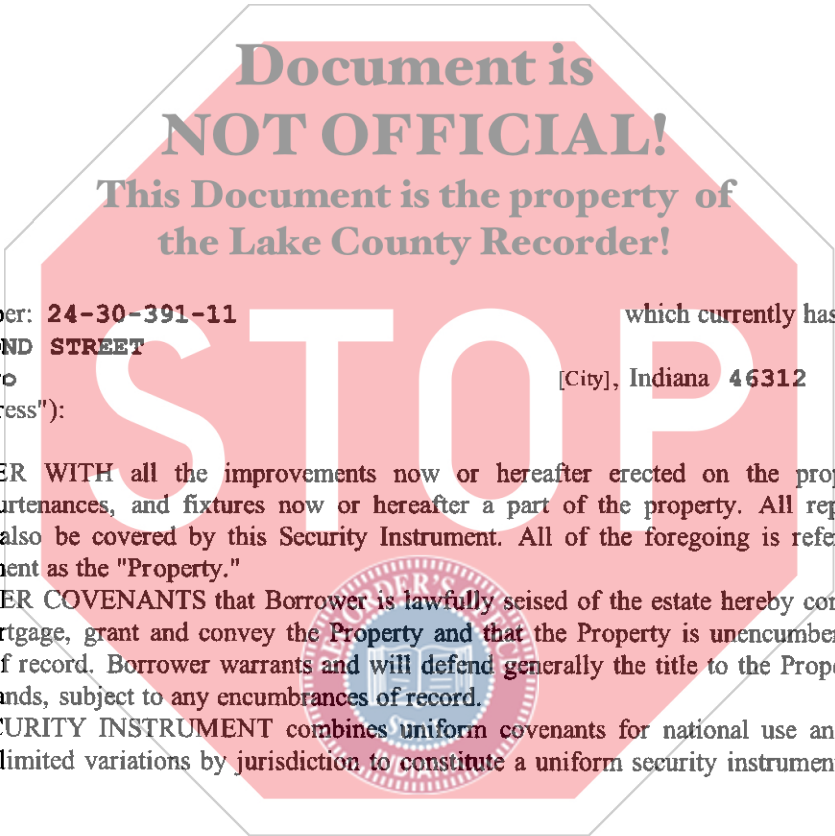 Document is
NOT OFFICIAL!
This Document is the property of
the Lake County Recorder!
STOP
er: 24-30-391-11 which currently has
ND STREET
[City], Indiana 46312
ress"):
ER WITH all the improvements now or hereafter erected on the prop
urtenances, and fixtures now or hereafter a part of the property. All rep
also be covered by this Security Instrument. All of the foregoing is refe
ent as the "Property."
ER COVENANTS that Borrower is lawfully seised of the estate hereby con
rtgage, grant and convey the Property and that the Property is unencumber
f record. Borrower warrants and will defend generally the title to the Prope
ands, subject to any encumbrances of record.
CURITY INSTRUMENT combines uniform covenants for national use an
limited variations by jurisdiction to constitute a uniform security instrument